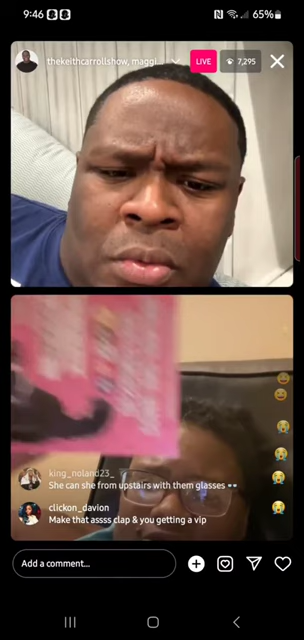 9:46
65%
thekeithcarrollshow, maggi...
LIVE
7,295
king_noland23_
She can she from upstairs with them glasses
clickon_davion
Make that assss clap & you getting a vip
Add a comment...